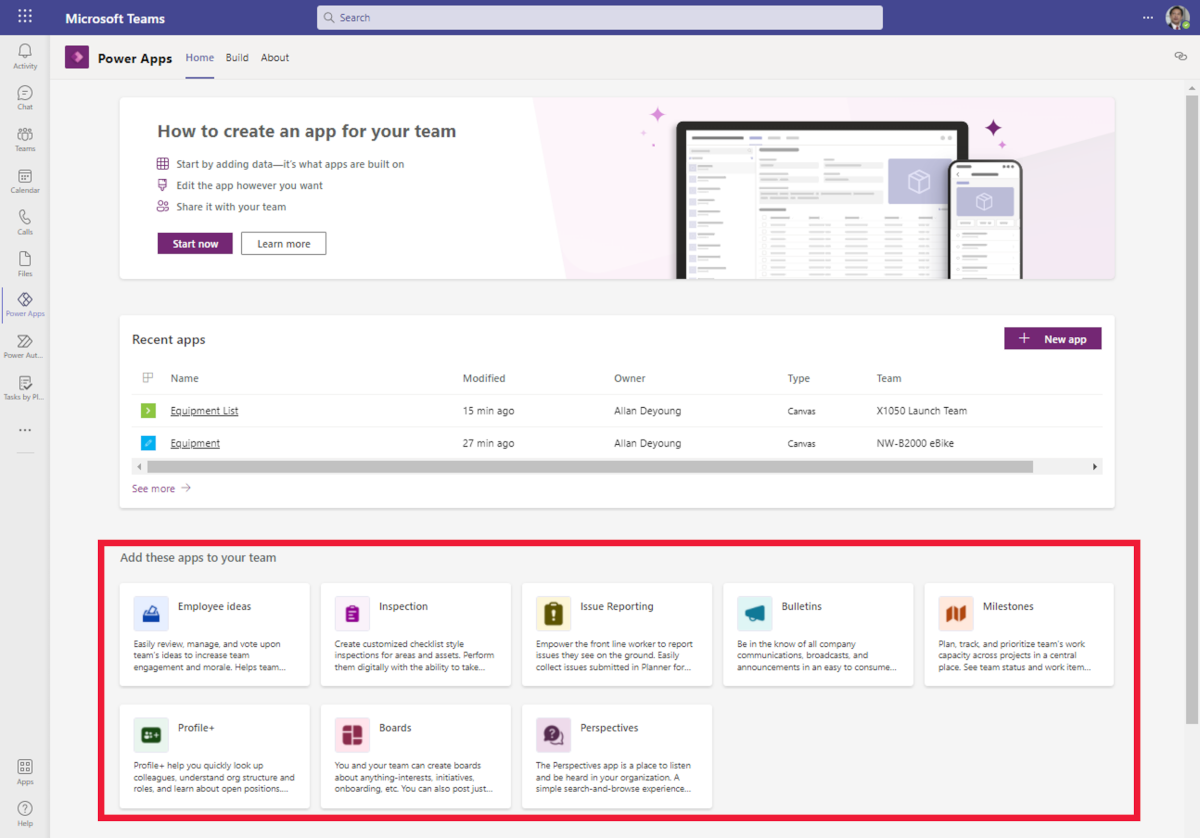 Microsoft Teams
Search
Activity
Chat
Teams
Calendar
Calls
Files
Power Apps
Power Aut...
Tasks by Pl...
Apps
Help
Power Apps Home Build About
How to create an app for your team
Start by adding data—it's what apps are built on
Edit the app however you want
Share it with your team
Start now Learn more
Recent apps
New app
Name Modified Owner Type Team
Equipment List 15 min ago Allan Deyoung Canvas X1050 Launch Team
Equipment 27 min ago Allan Deyoung Canvas NW-B2000 eBike
See more
Add these apps to your team
Employee ideas
Easily review, manage, and vote upon
team's ideas to increase team
engagement and morale. Helps team...
Inspection
Create customized checklist style
inspections for areas and assets. Perform
them digitally with the ability to take...
Issue Reporting
Empower the front line worker to report
issues they see on the ground. Easily
collect issues submitted in Planner for...
Bulletins
Be in the know of all company
communications, broadcasts, and
announcements in an easy to consume...
Milestones
Plan, track, and prioritize team's work
capacity across projects in a central
place. See team status and work item...
Profile+
Profile+ help you quickly look up
colleagues, understand org structure and
roles, and learn about open positions....
Boards
You and your team can create boards
about anything-interests, initiatives,
onboarding, etc. You can also post just...
Perspectives
The Perspectives app is a place to listen
and be heard in your organization. A
simple search-and-browse experience...